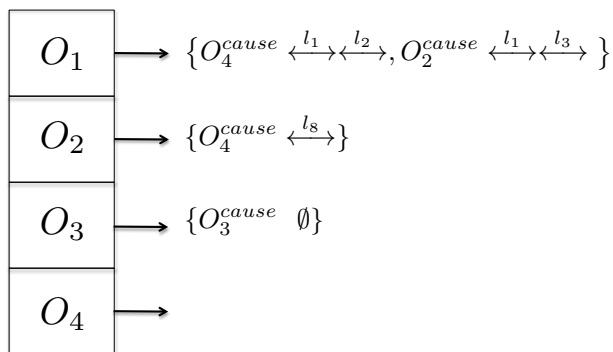 O₁ {O₄^cause ⟷^l₁ ⟷^l₂, O₂^cause ⟷^l₁ ⟷^l₃ }
O₂ {O₄^cause ⟷^l₈}
O₃ {O₃^cause ∅}
O₄